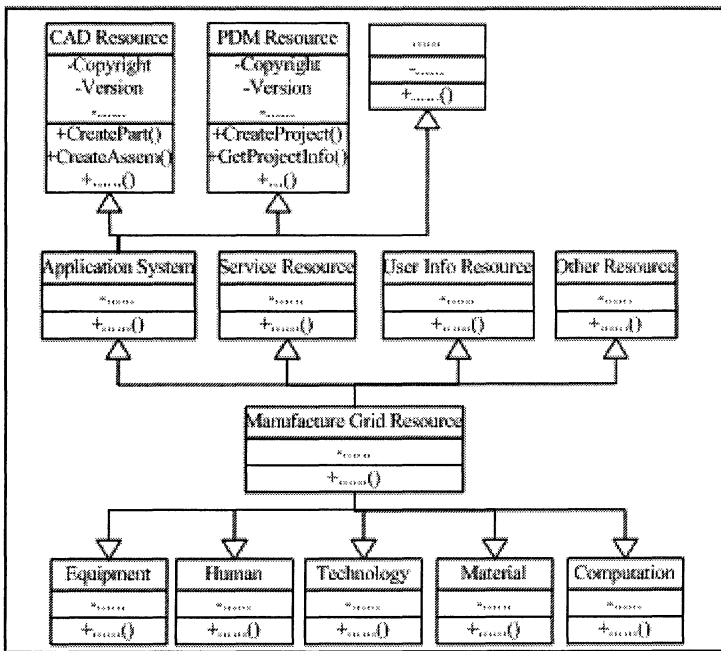 CAD Resource
-Copyright
-Version
-.......
+CreatePart()
+CreateAssem()
+......()
PDM Resource
-Copyright
-Version
-.......
+CreateProject()
+GetProjectInfo()
+...()
......
-.......
+.......()
Application System
-......
+......()
Service Resource
-......
+......()
User Info Resource
-......
+......()
Other Resource
-......
+......()
Manufacture Grid Resource
-......
+......()
Equipment
-......
+......()
Human
-......
+......()
Technology
-......
+......()
Material
-......
+......()
Computation
-......
+......()